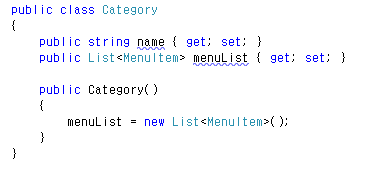 public class Category
{
    public string name { get; set; }
    public List<MenuItem> menuList { get; set; }

    public Category()
    {
        menuList = new List<MenuItem>();
    }
}